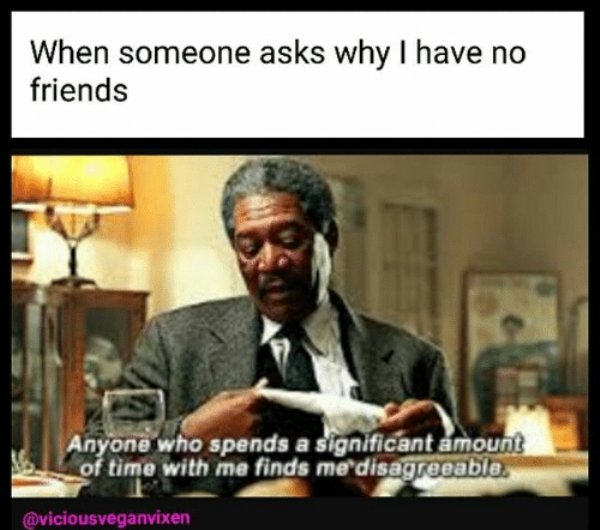 When someone asks why I have no
friends
Anyone who spends a significant amount
of time with me finds me disagreeable.
@viciousveganvixen